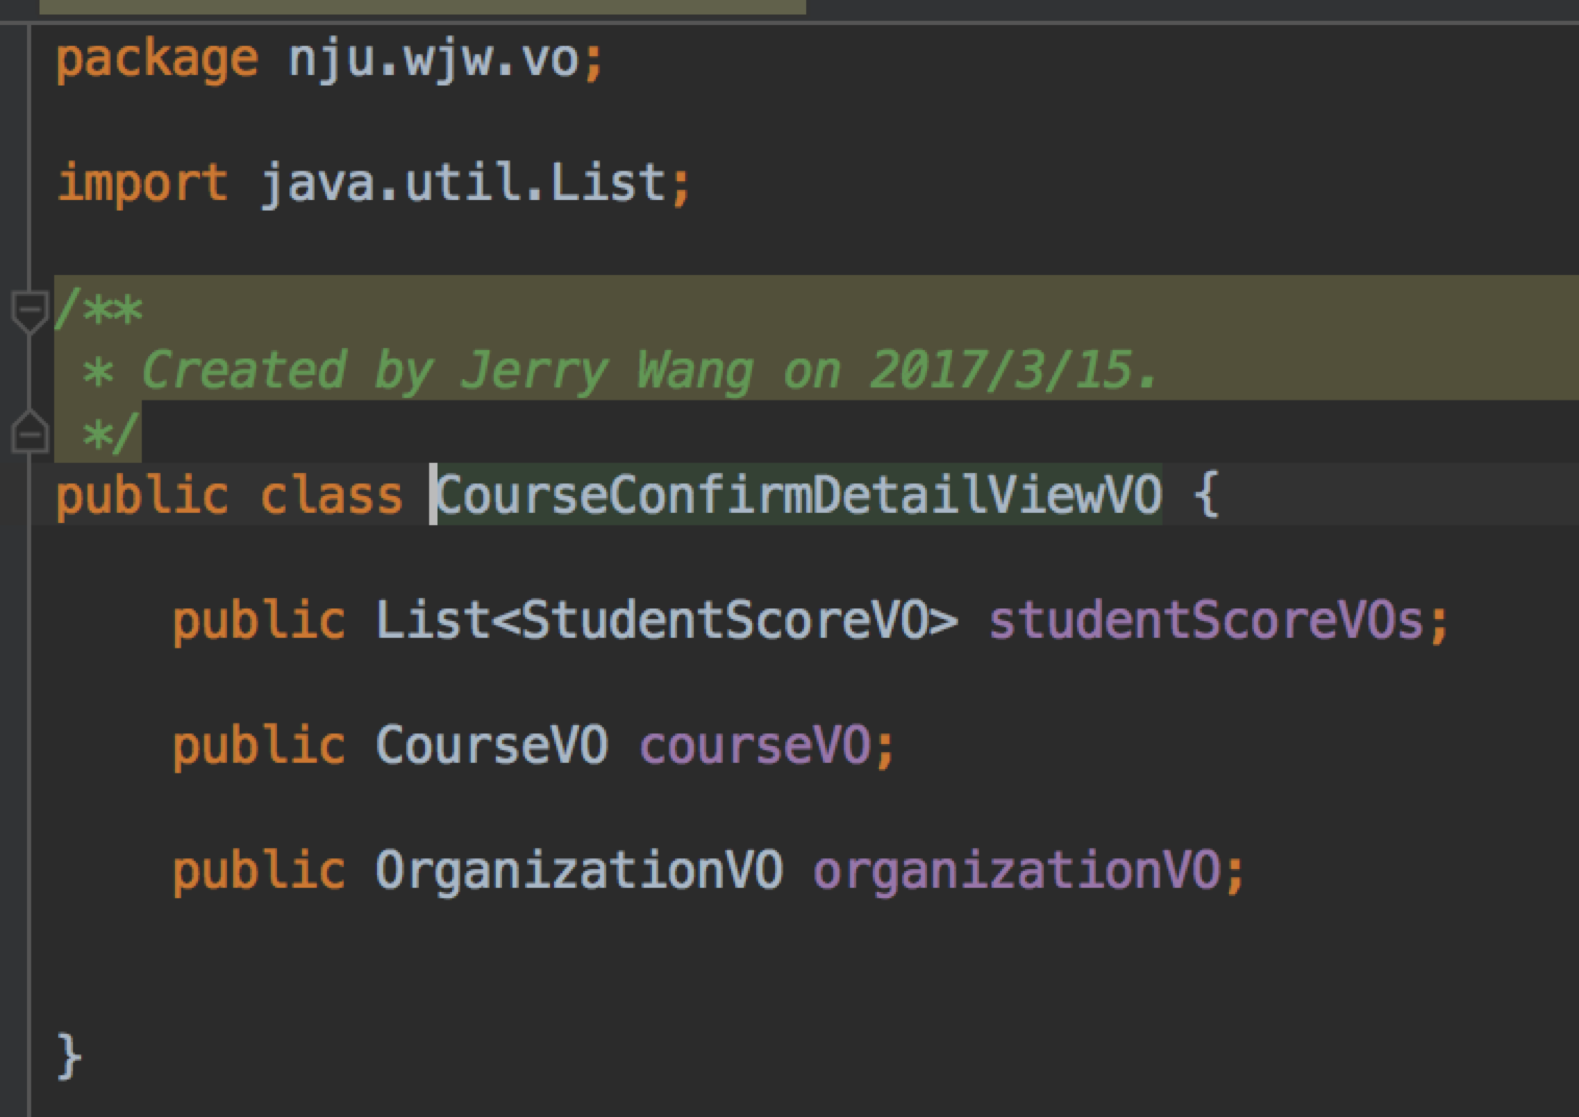 package nju.wjw.vo;
import java.util.List;
/**
 * Created by Jerry Wang on 2017/3/15.
 */
public class CourseConfirmDetailViewVO {
    public List<StudentScoreVO> studentScoreVOs;
    public CourseVO courseVO;
    public OrganizationVO organizationVO;
}